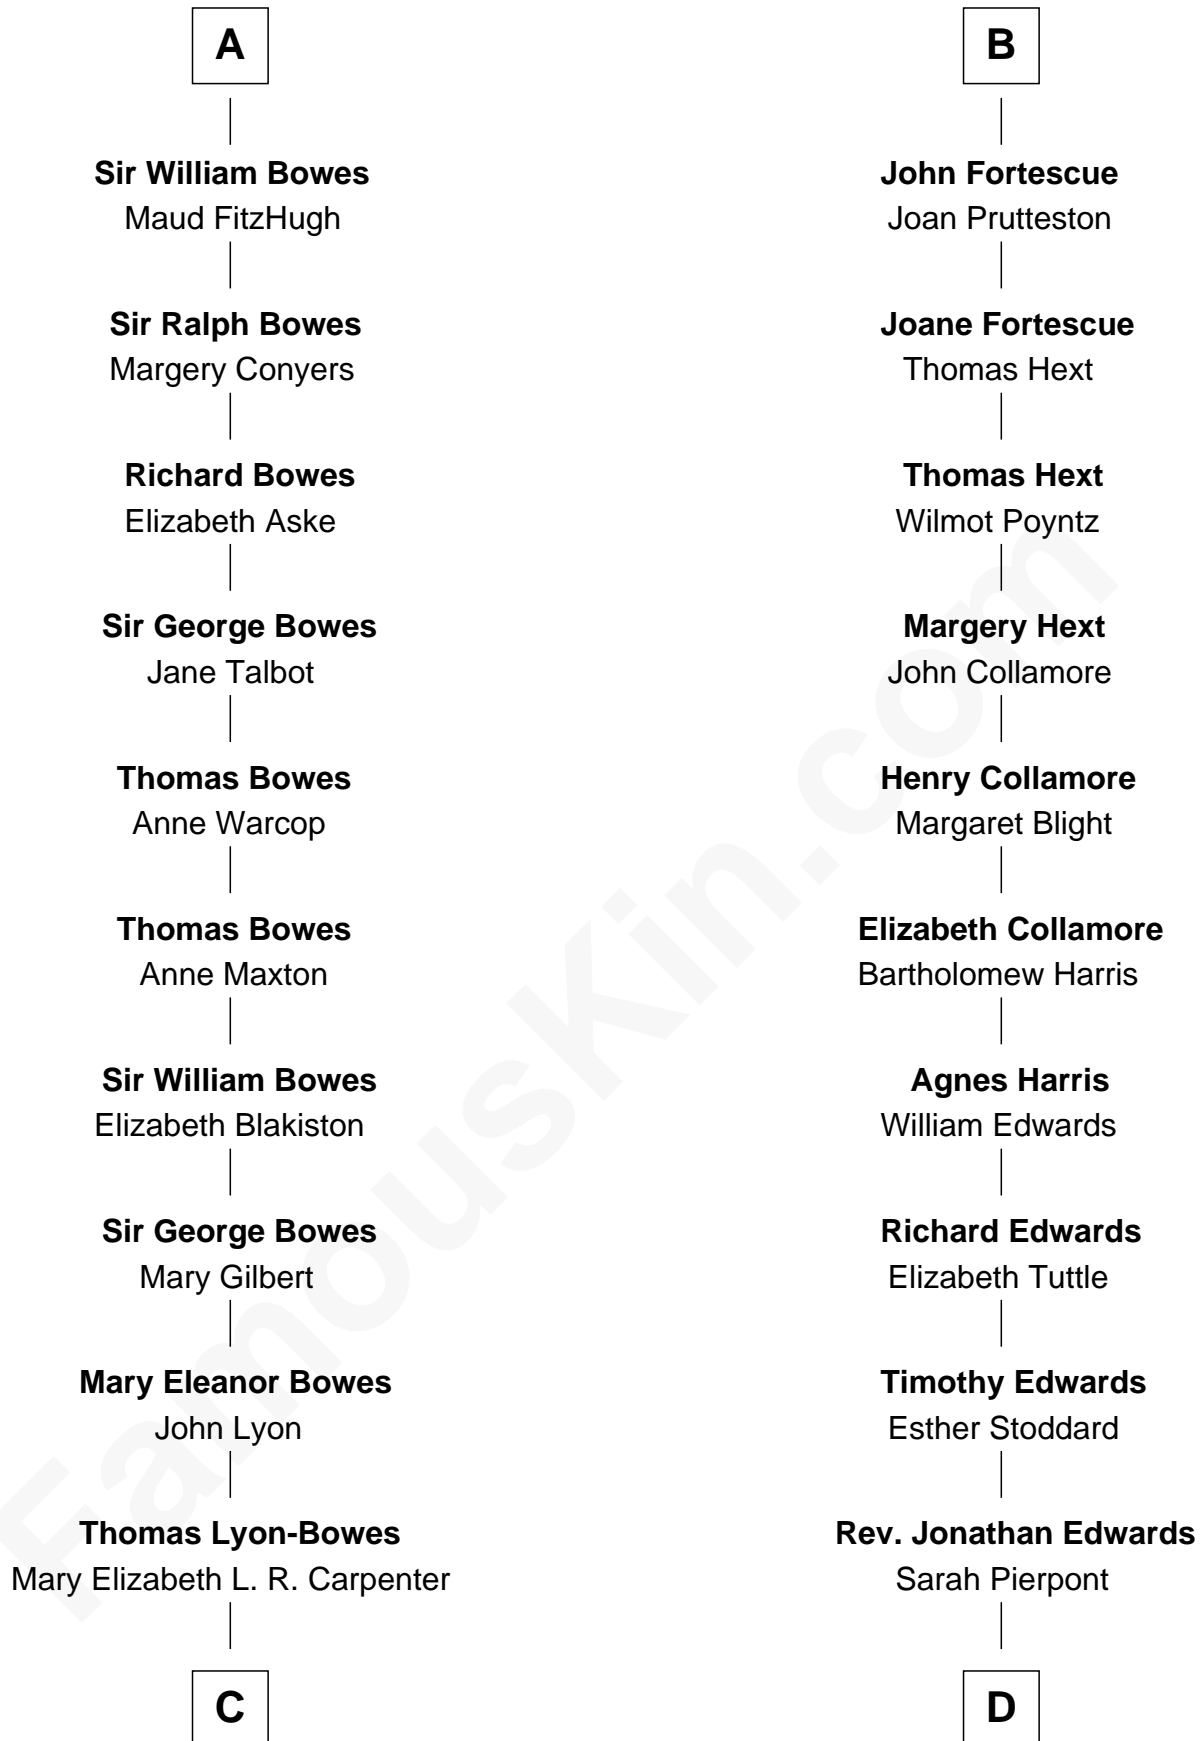 A
Sir William Bowes
Maud FitzHugh
Sir Ralph Bowes
Margery Conyers
Richard Bowes
Elizabeth Aske
Sir George Bowes
Jane Talbot
Thomas Bowes
Anne Warcop
Thomas Bowes
Anne Maxton
Sir William Bowes
Elizabeth Blakiston
Sir George Bowes
Mary Gilbert
Mary Eleanor Bowes
John Lyon
Thomas Lyon-Bowes
Mary Elizabeth L. R. Carpenter
C
B
John Fortescue
Joan Prutteston
Joane Fortescue
Thomas Hext
Thomas Hext
Wilmot Poyntz
Margery Hext
John Collamore
Henry Collamore
Margaret Blight
Elizabeth Collamore
Bartholomew Harris
Agnes Harris
William Edwards
Richard Edwards
Elizabeth Tuttle
Timothy Edwards
Esther Stoddard
Rev. Jonathan Edwards
Sarah Pierpont
D
FamousKin.com